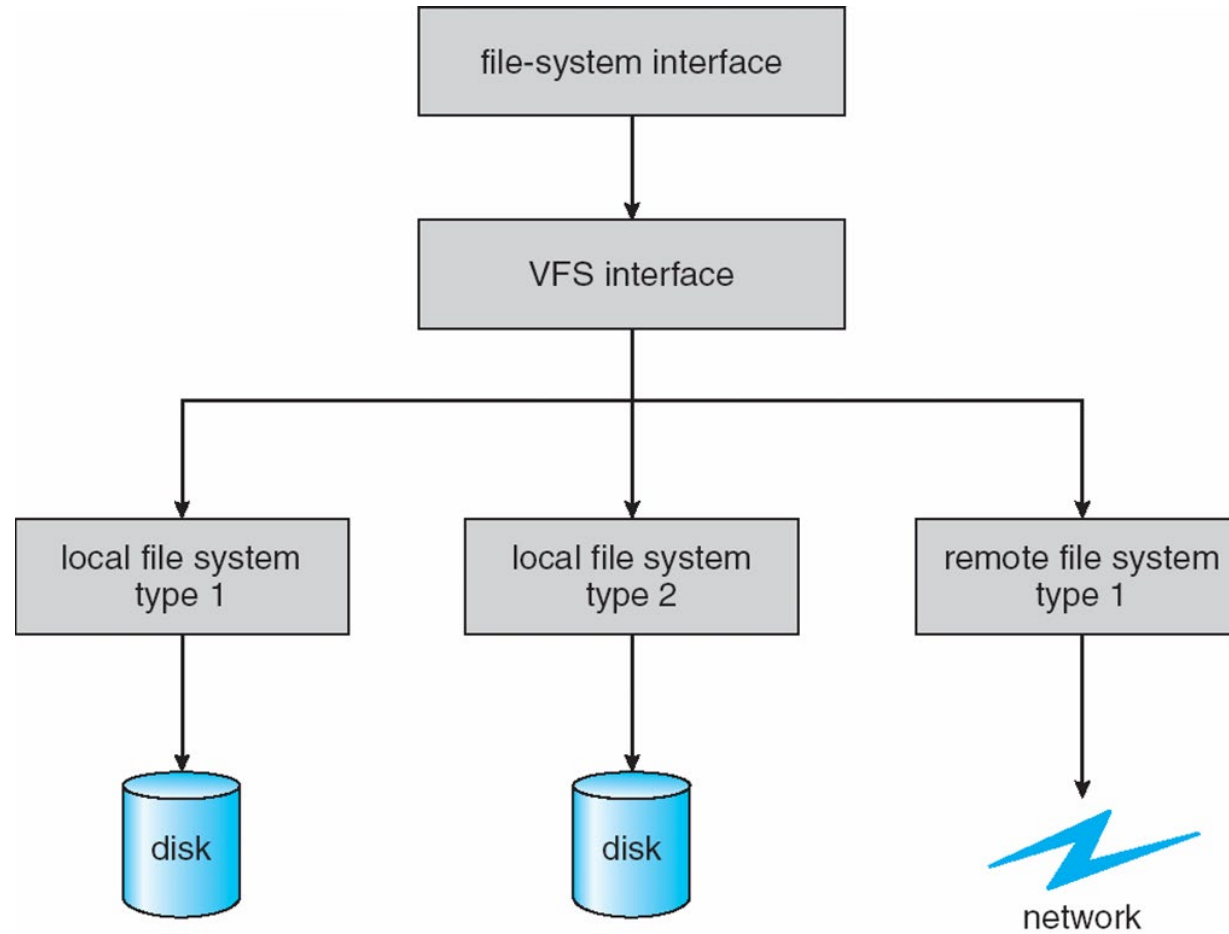 file-system interface
VFS interface
local file system
type 1
local file system
type 2
remote file system
type 1
disk
disk
network